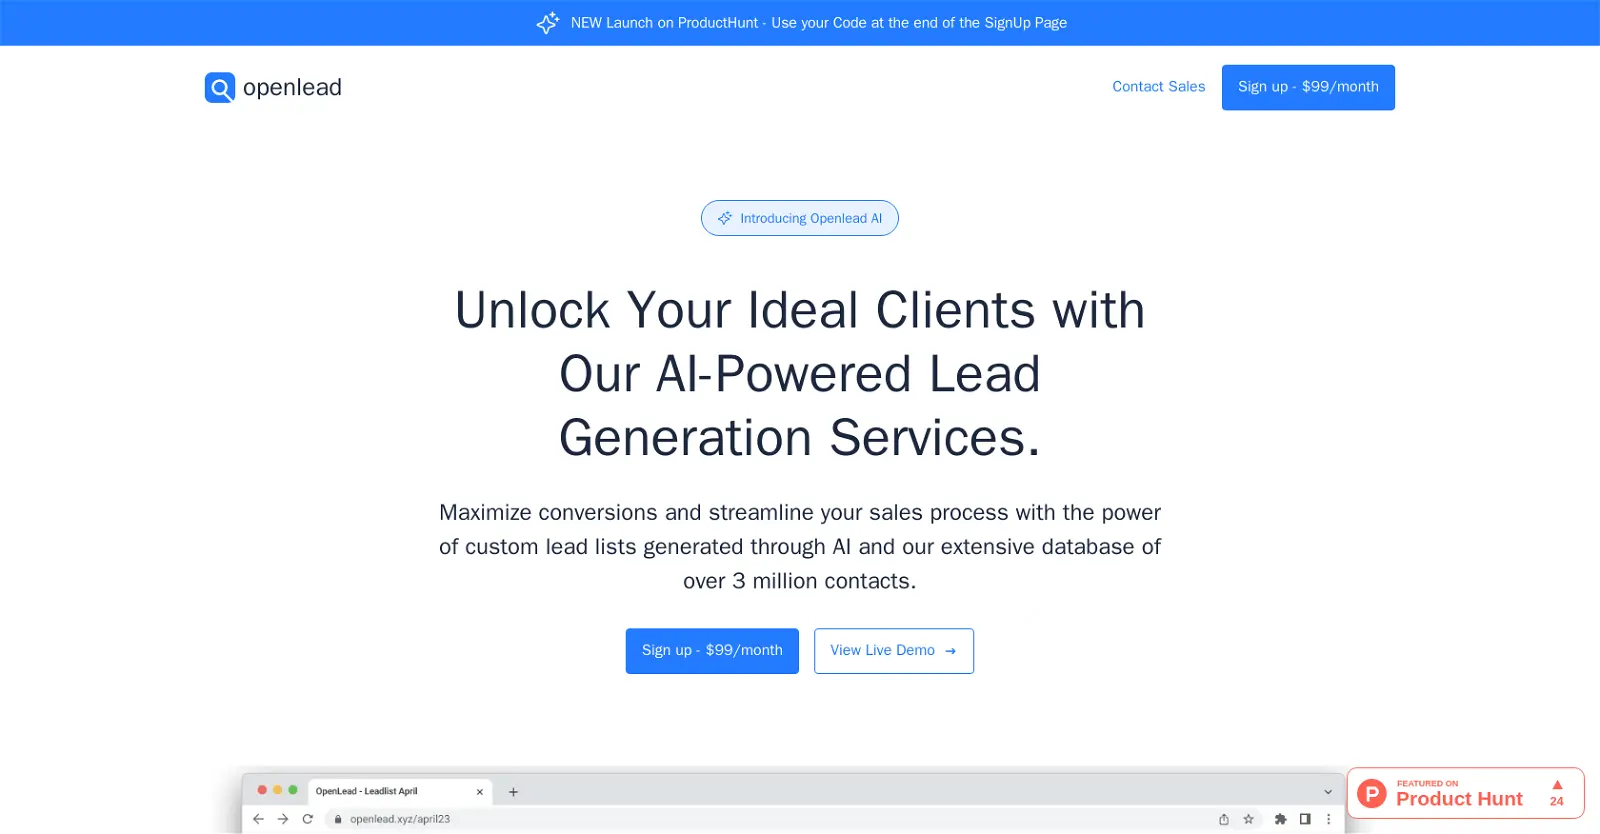 NEW Launch on ProductHunt - Use your Code at the end of the SignUp Page
openlead
Contact Sales
Sign up - $99/month
Introducing Openlead AI
Unlock Your Ideal Clients with
Our AI-Powered Lead
Generation Services.
Maximize conversions and streamline your sales process with the power
of custom lead lists generated through AI and our extensive database of
over 3 million contacts.
Sign up - $99/month
View Live Demo →
OpenLead - Leadlist April
openlead.xyz/april23
FEATURED ON
Product Hunt
24